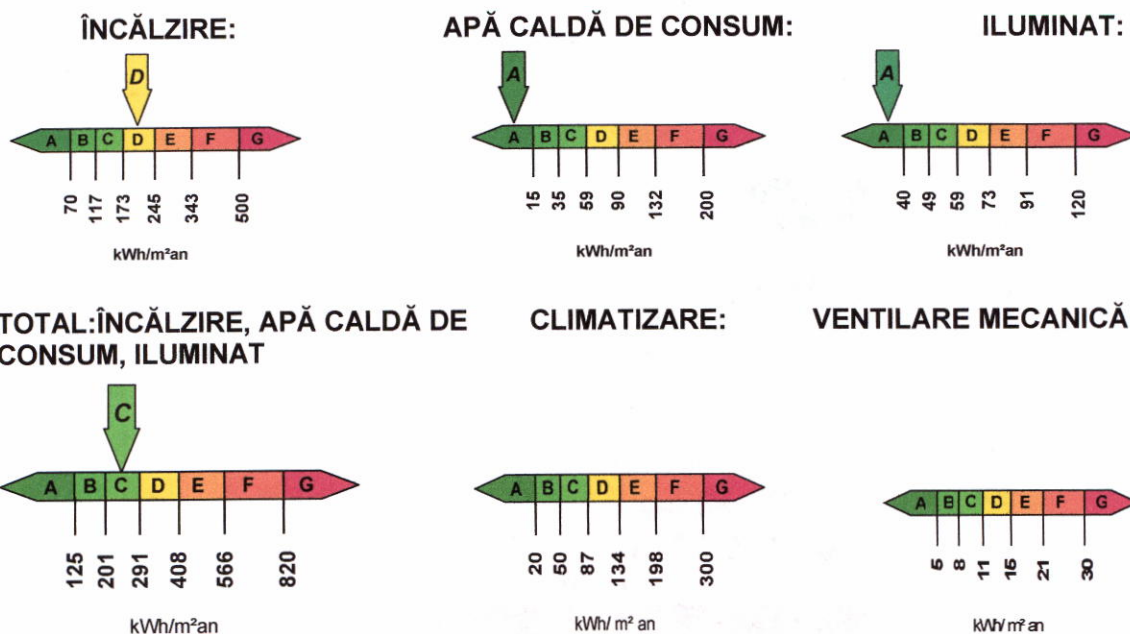 ÎNCĂLZIRE:
D
A B C D E F G
70 117 173 245 343 500
kWh/m²an
APĂ CALDĂ DE CONSUM:
A
A B C D E F G
15 35 59 90 132 200
kWh/m²an
ILUMINAT:
A
A B C D E F G
40 49 59 73 91 120
kWh/m²an
TOTAL:ÎNCĂLZIRE, APĂ CALDĂ DE
CONSUM, ILUMINAT
C
A B C D E F G
125 201 291 408 566 820
kWh/m²an
CLIMATIZARE:
A B C D E F G
20 50 87 134 198 300
kWh/ m² an
VENTILARE MECANICĂ
A B C D E F G
5 8 11 15 21 30
kWh/ m² an